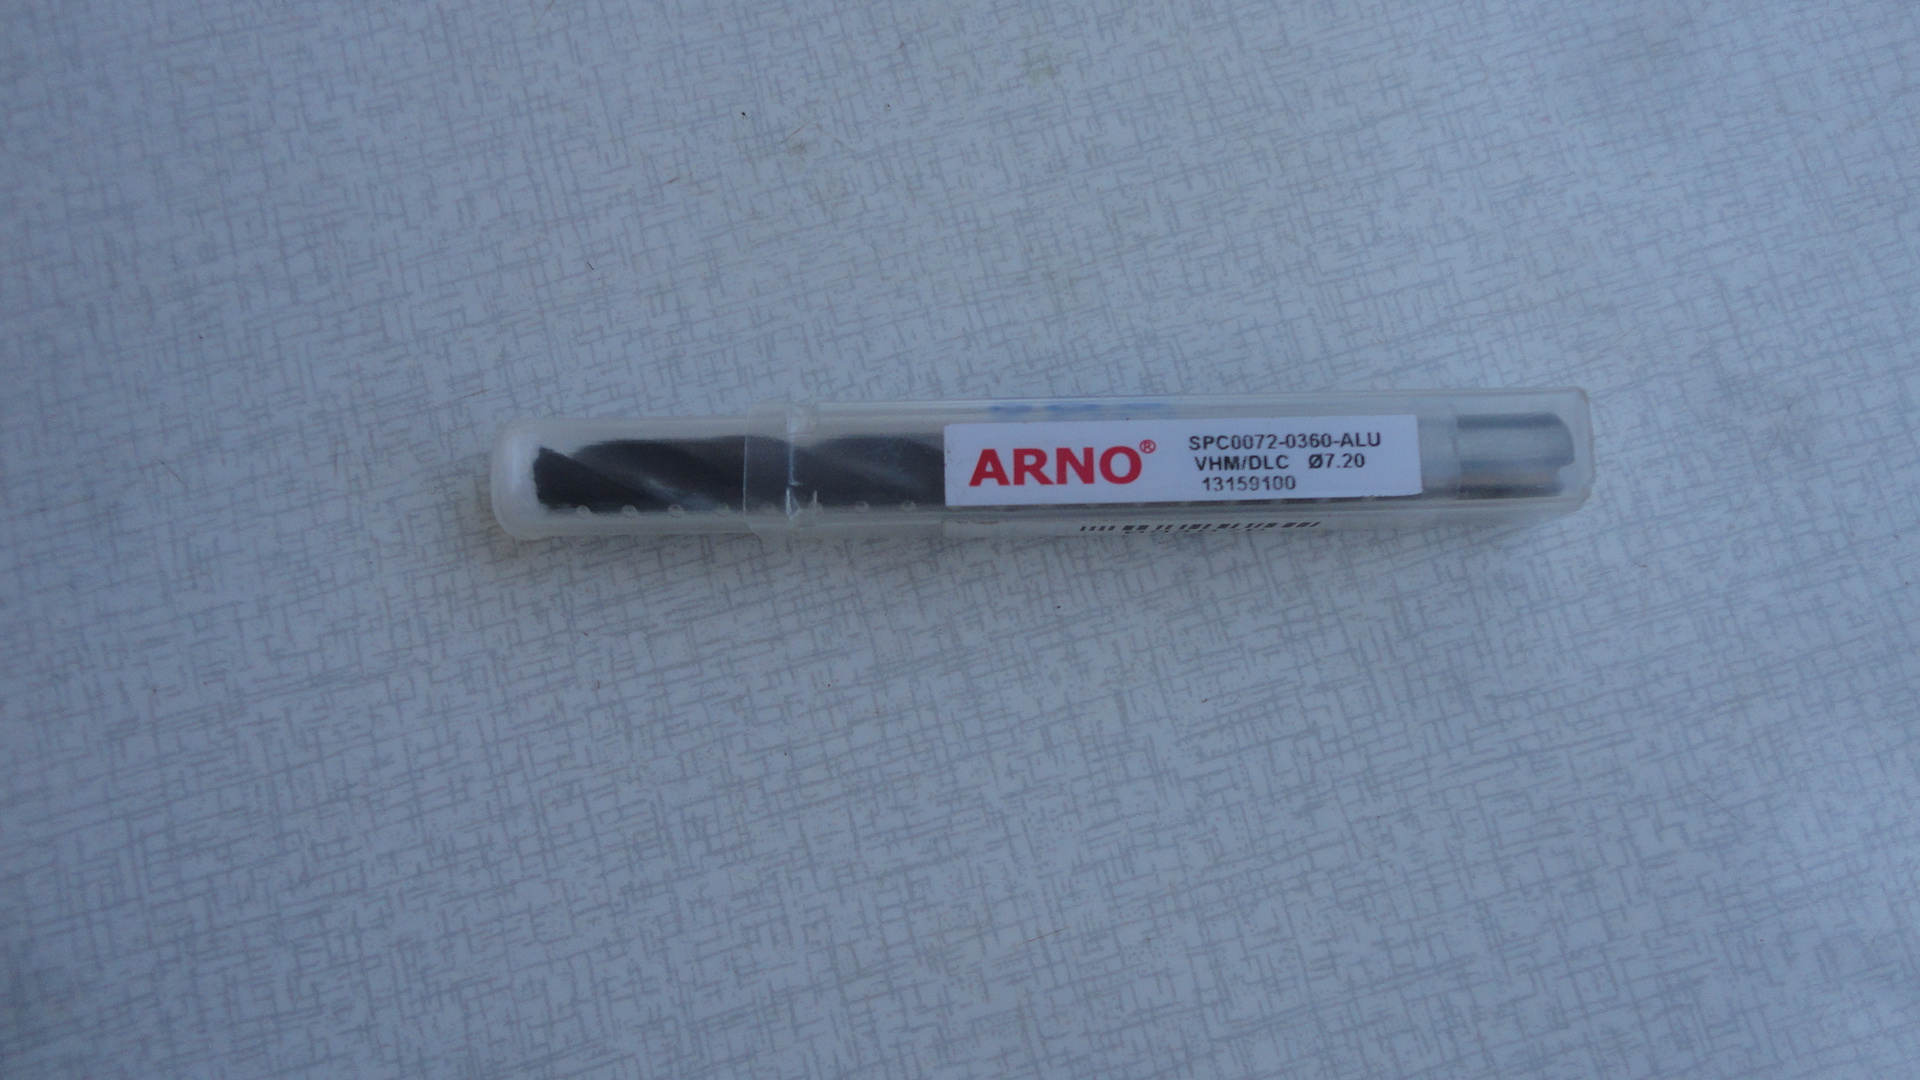 ARNO®
SPC0072-0360-ALU
VHM/DLC Ø7.20
13159100